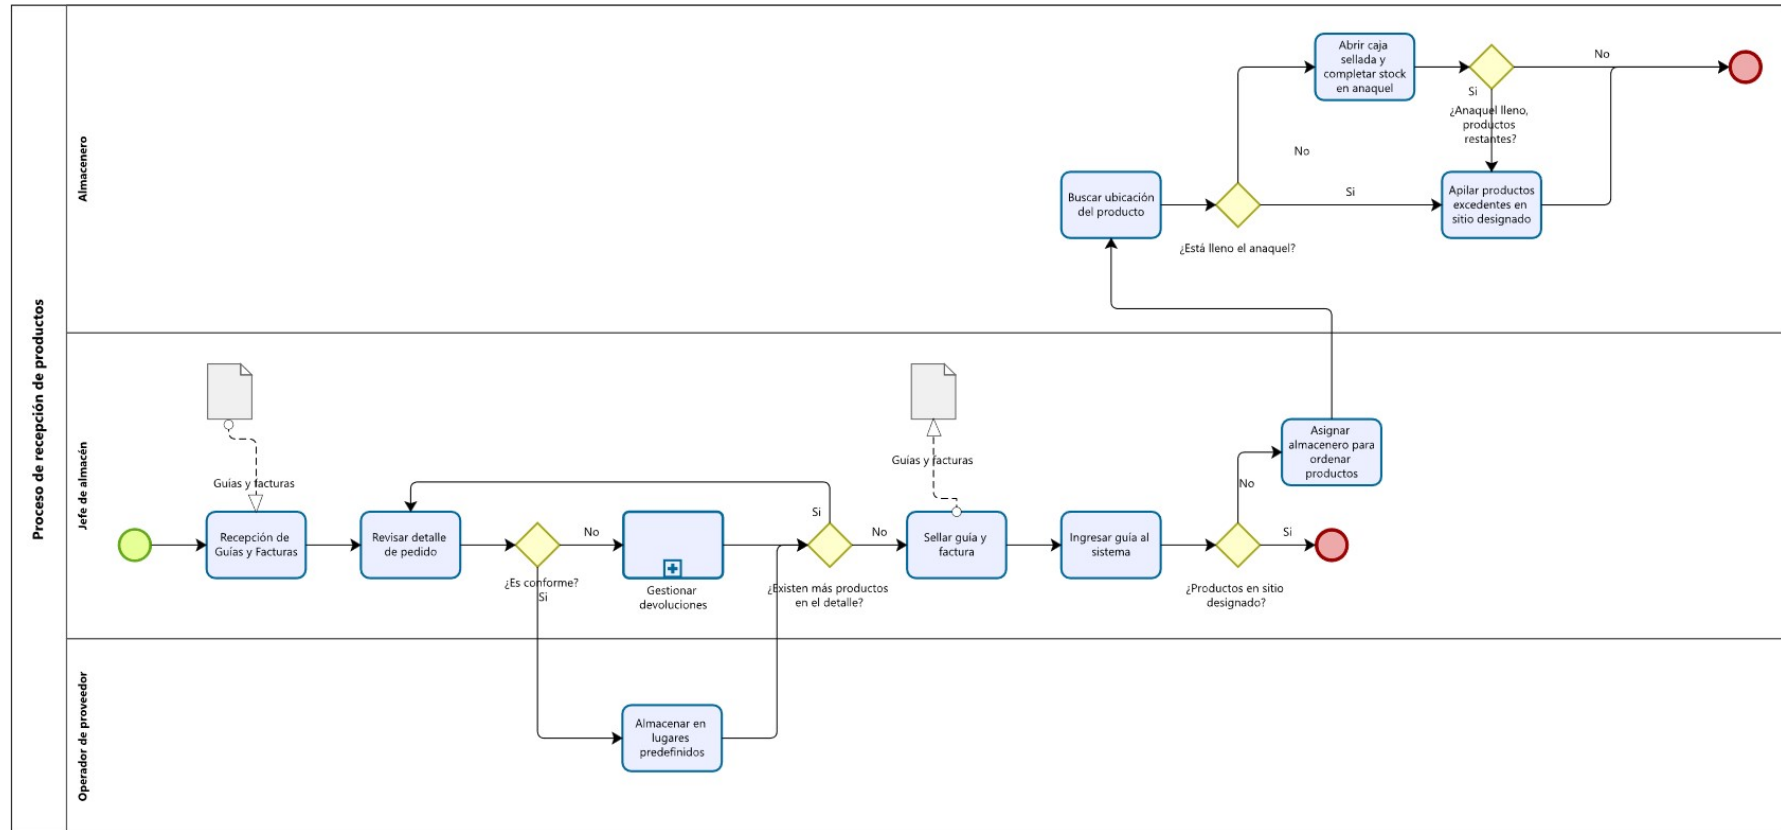 Proceso de recepción de productos
Almacenero
Abrir caja
sellada y
completar stock
en anaquel
No
Si
¿Anaquel lleno,
productos
restantes?
No
Buscar ubicación
del producto
Si
Apilar productos
excedentes en
sitio designado
¿Está lleno el anaquel?
Jefe de almacén
Guías y facturas
Recepción de
Guías y Facturas
Revisar detalle
de pedido
¿Es conforme?
Si
No
Gestionar
devoluciones
Si
¿Existen más productos
en el detalle?
No
Guías y facturas
Sellar guía y
factura
Ingresar guía al
sistema
¿Productos en sitio
designado?
No
Si
Asignar
almacenero para
ordenar
productos
Operador de proveedor
Almacenar en
lugares
predefinidos